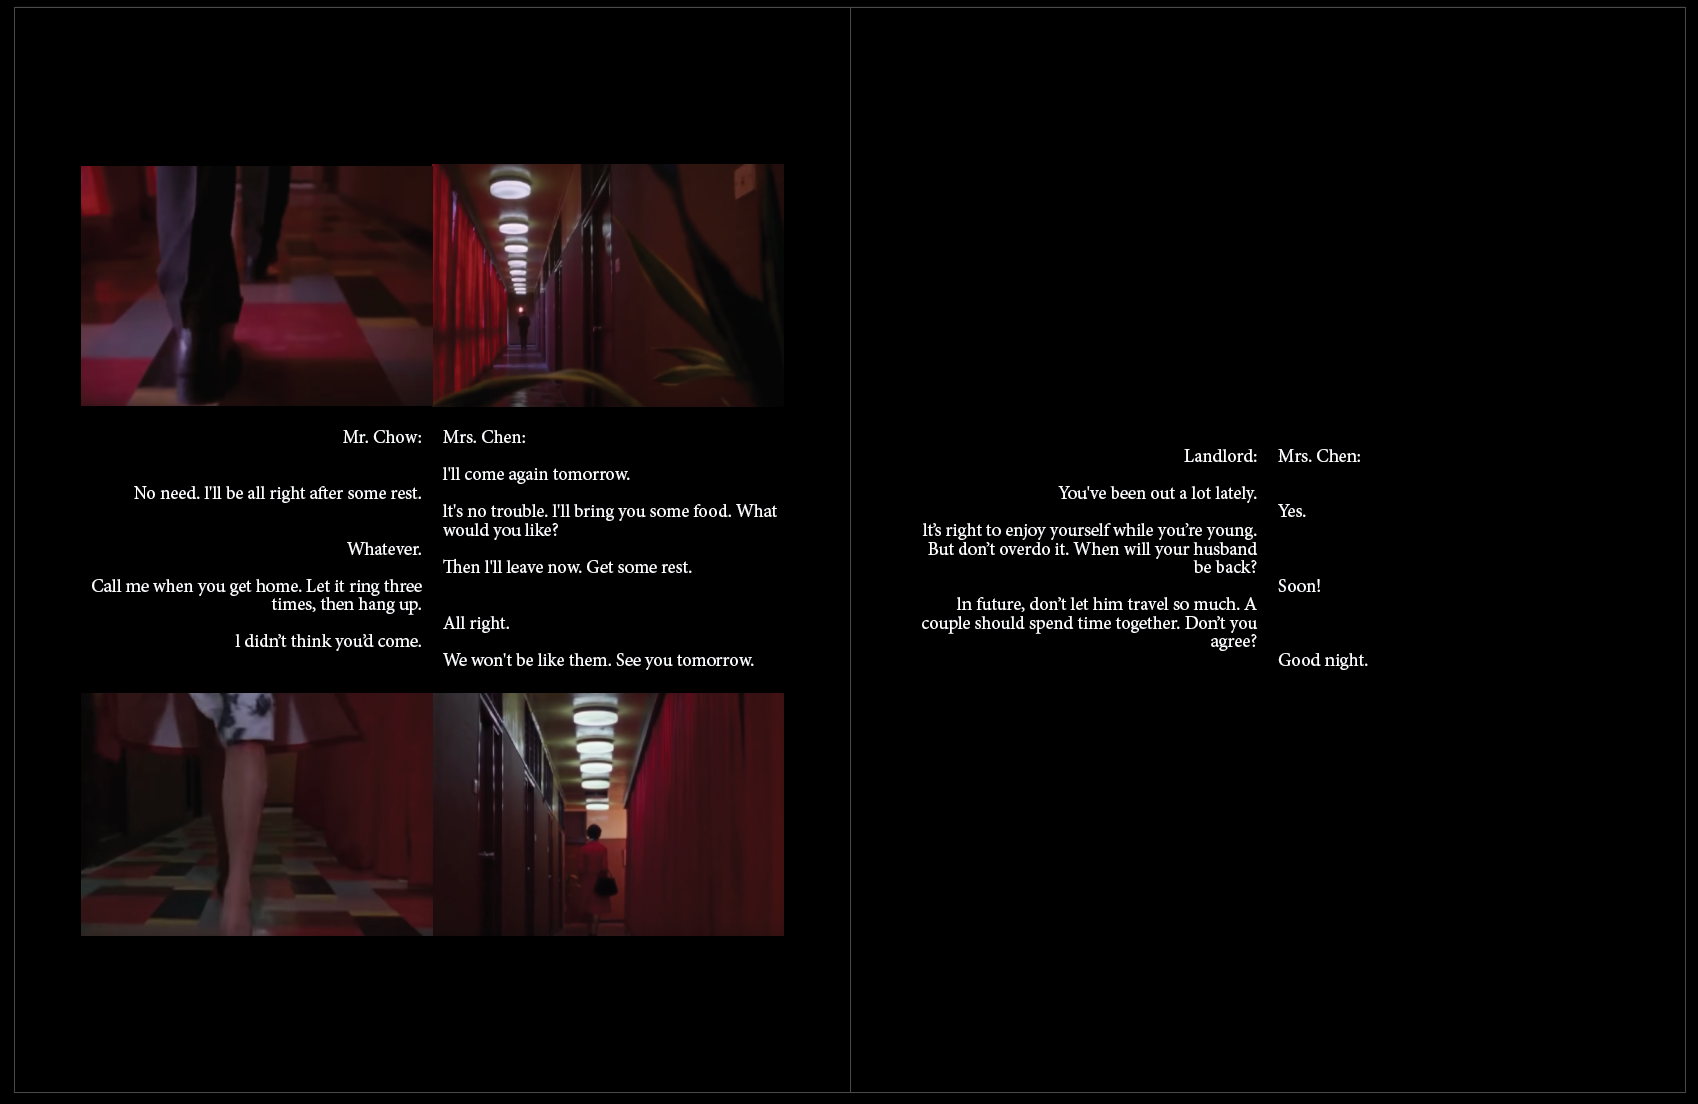 Mr. Chow:
Mrs. Chen:
I'll come again tomorrow.
No need. I'll be all right after some rest.
It's no trouble. I'll bring you some food. What
would you like?
Whatever.
Then I'll leave now. Get some rest.
Call me when you get home. Let it ring three
times, then hang up.
All right.
I didn’t think you’d come.
We won't be like them. See you tomorrow.
Landlord:
Mrs. Chen:
You've been out a lot lately.
Yes.
It’s right to enjoy yourself while you’re young.
But don’t overdo it. When will your husband
be back?
Soon!
In future, don’t let him travel so much. A
couple should spend time together. Don’t you
agree?
Good night.